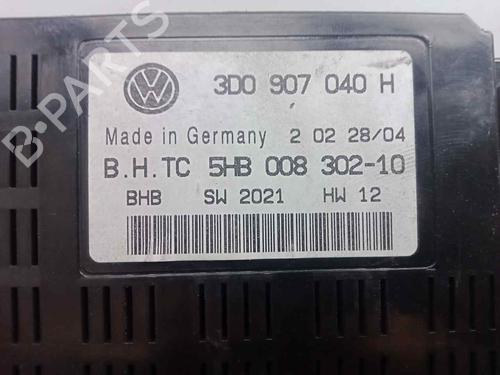 3D0 907 040 H
Made in Germany 2 02 28/04
B.H.TC 5HB 008 302-10
BHB SW 2021 HW 12
B-PARTS